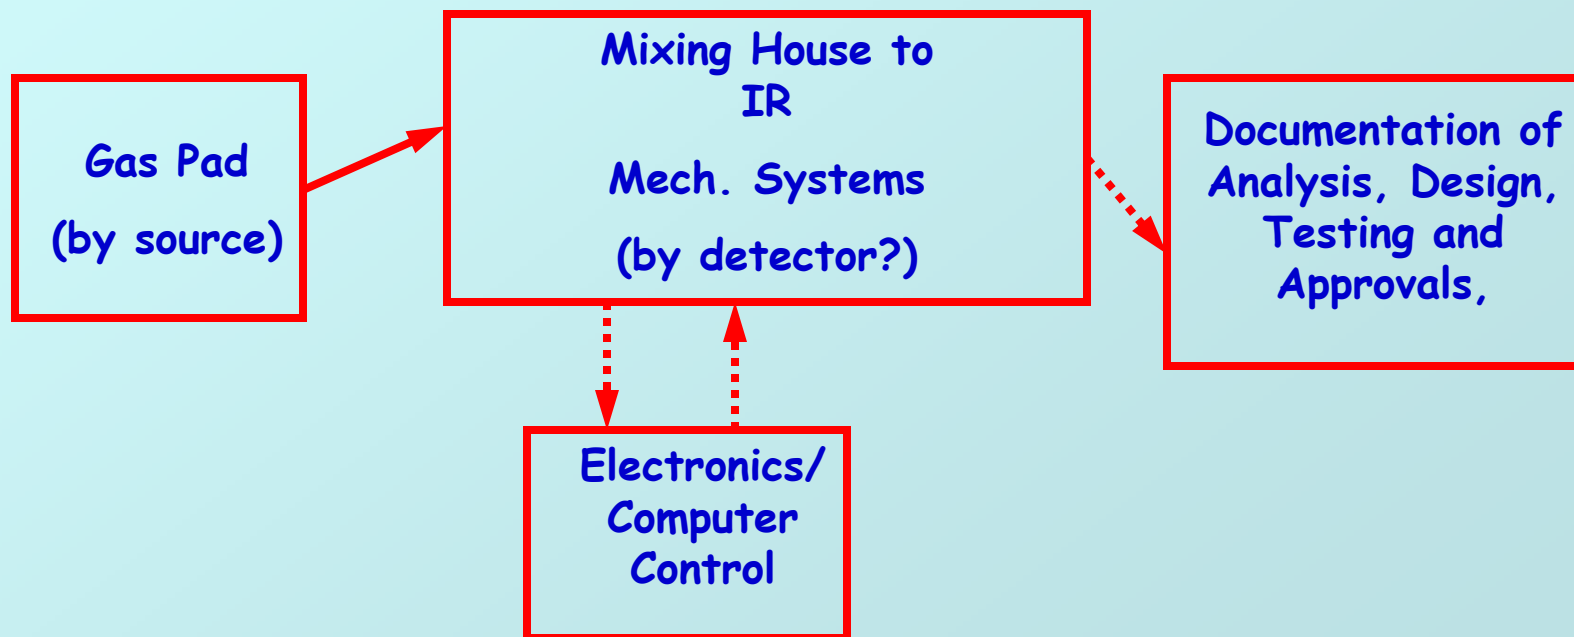 Gas Pad
(by source)
Mixing House to
IR
Mech. Systems
(by detector?)
Documentation of
Analysis, Design,
Testing and
Approvals,
Electronics/
Computer
Control